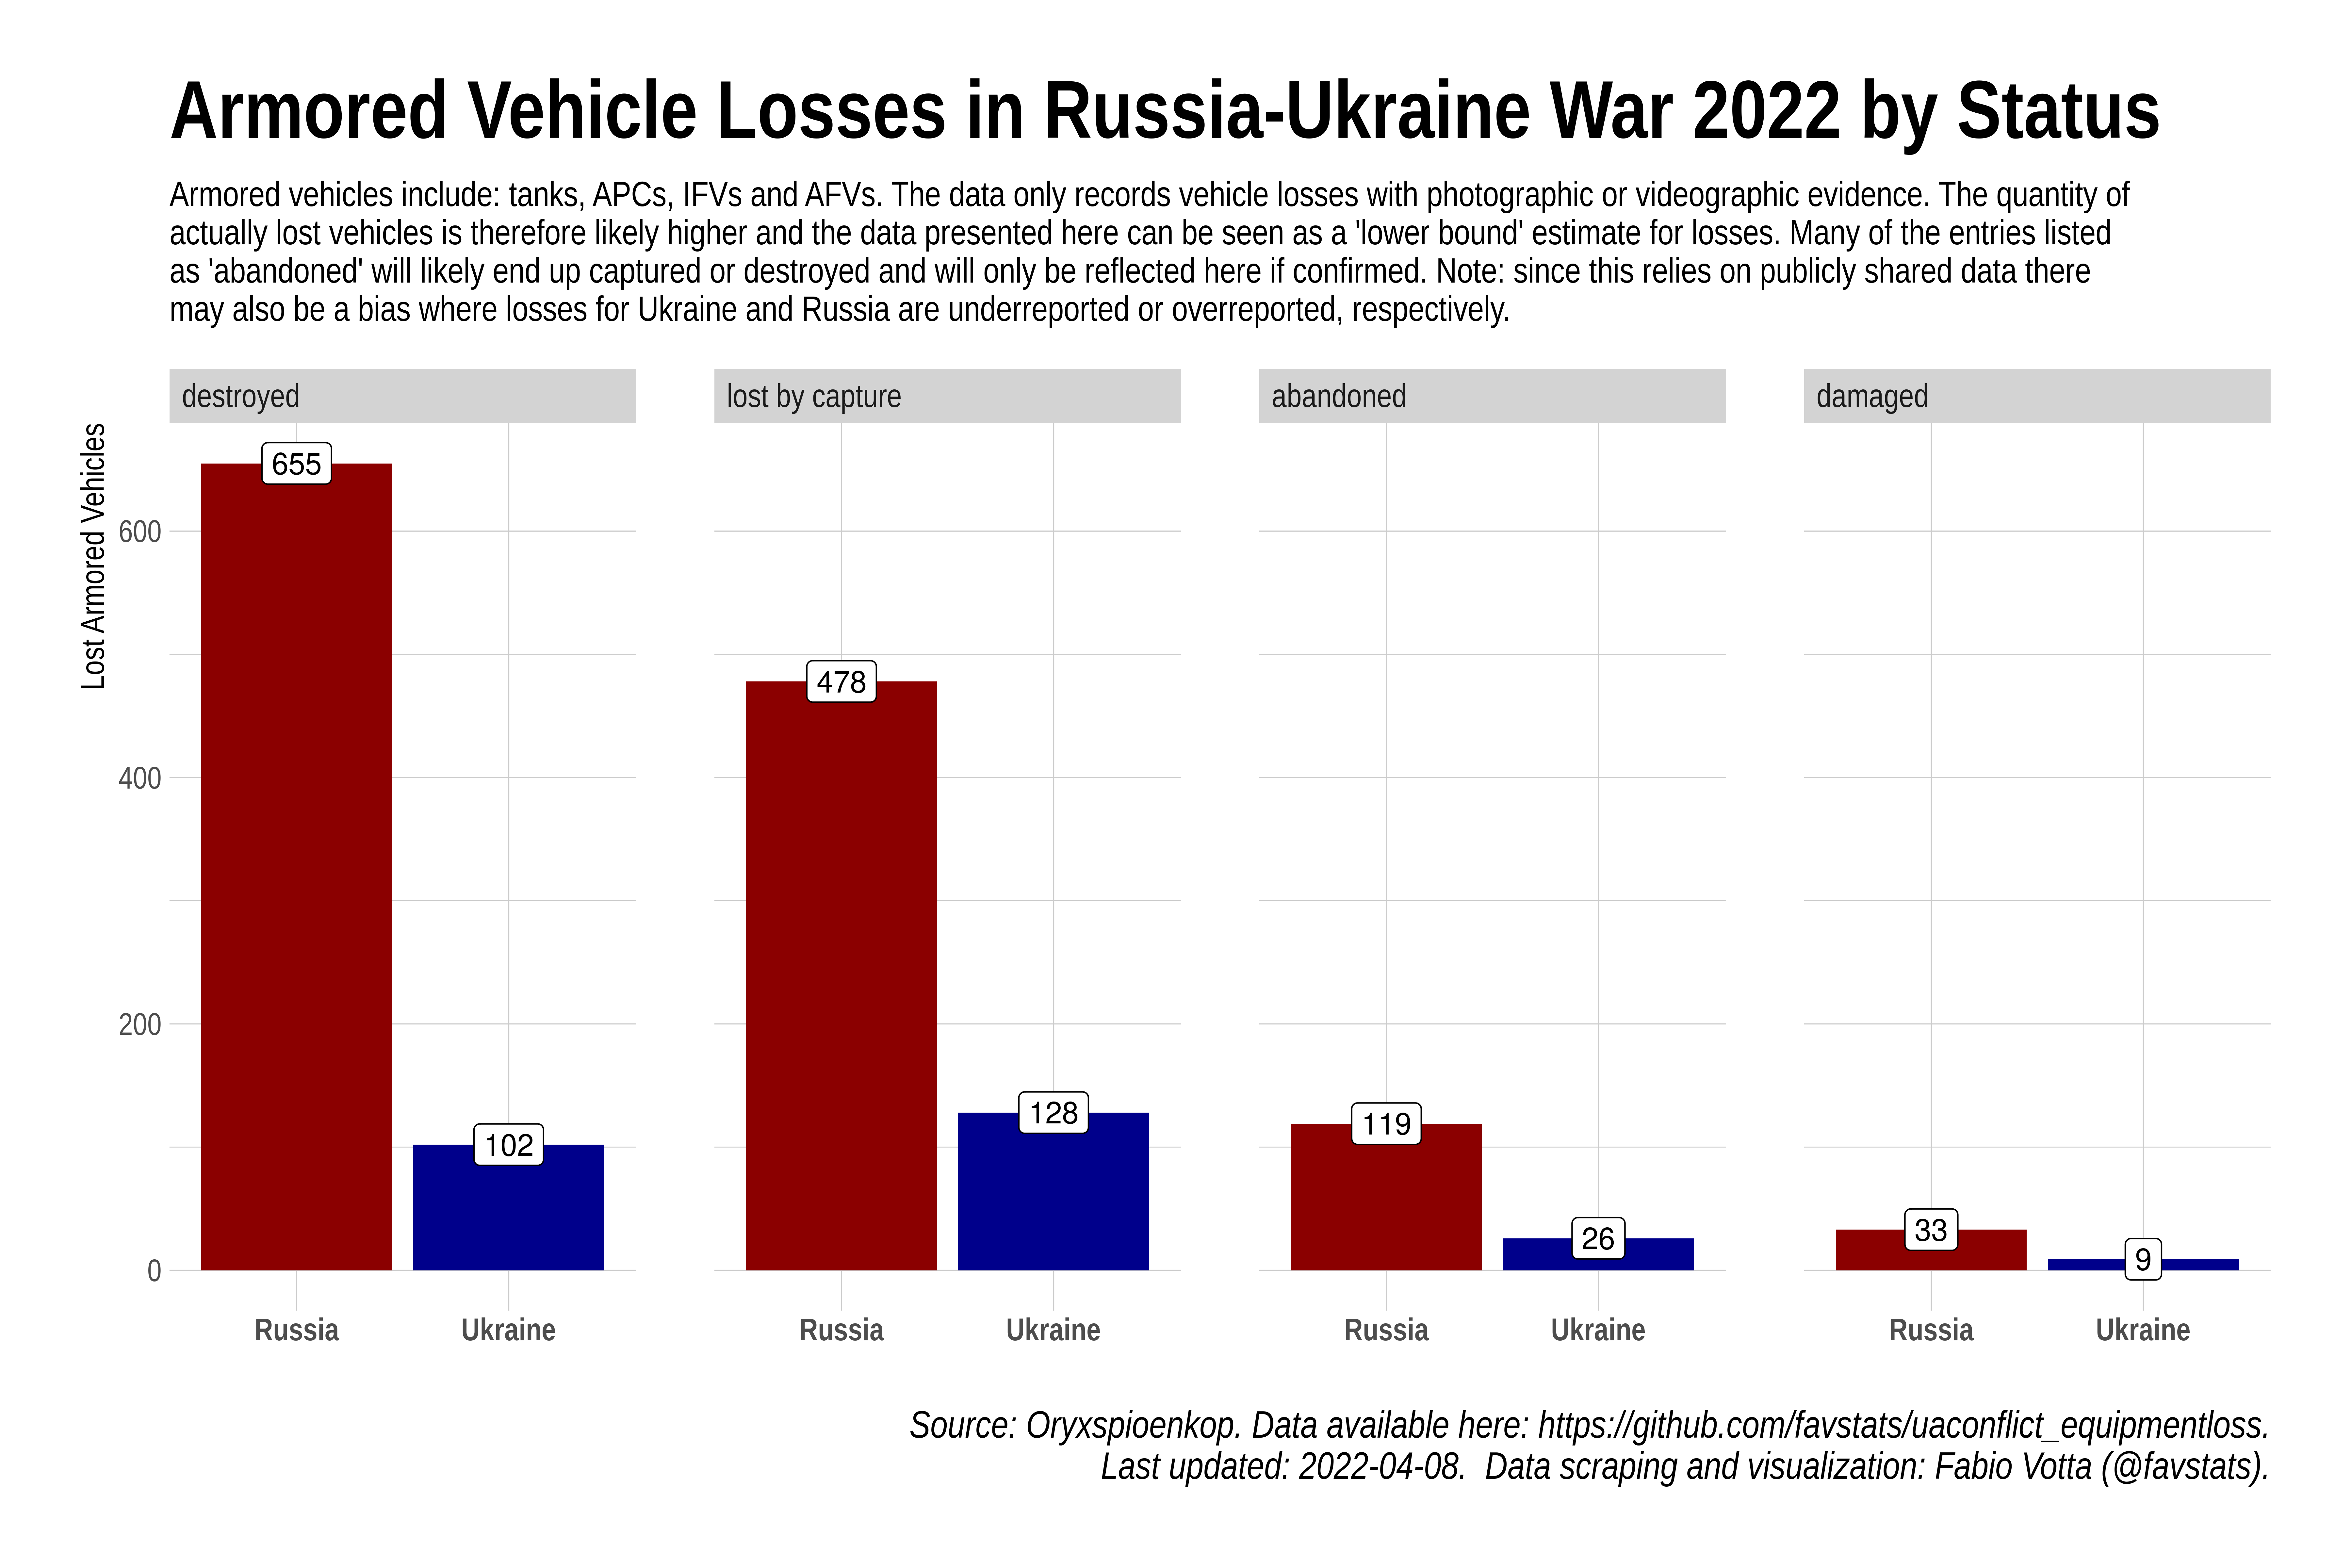 Armored Vehicle Losses in Russia-Ukraine War 2022 by Status
Armored vehicles include: tanks, APCs, IFVs and AFVs. The data only records vehicle losses with photographic or videographic evidence. The quantity of
actually lost vehicles is therefore likely higher and the data presented here can be seen as a 'lower bound' estimate for losses. Many of the entries listed
as 'abandoned' will likely end up captured or destroyed and will only be reflected here if confirmed. Note: since this relies on publicly shared data there
may also be a bias where losses for Ukraine and Russia are underreported or overreported, respectively.
Lost Armored Vehicles
600
400
200
0
destroyed
655
102
Russia
Ukraine
lost by capture
478
128
Russia
Ukraine
abandoned
119
26
Russia
Ukraine
damaged
33
9
Russia
Ukraine
Source: Oryxspioenkop. Data available here: https://github.com/favstats/uaconflict_equipmentloss.
Last updated: 2022-04-08.  Data scraping and visualization: Fabio Votta (@favstats).